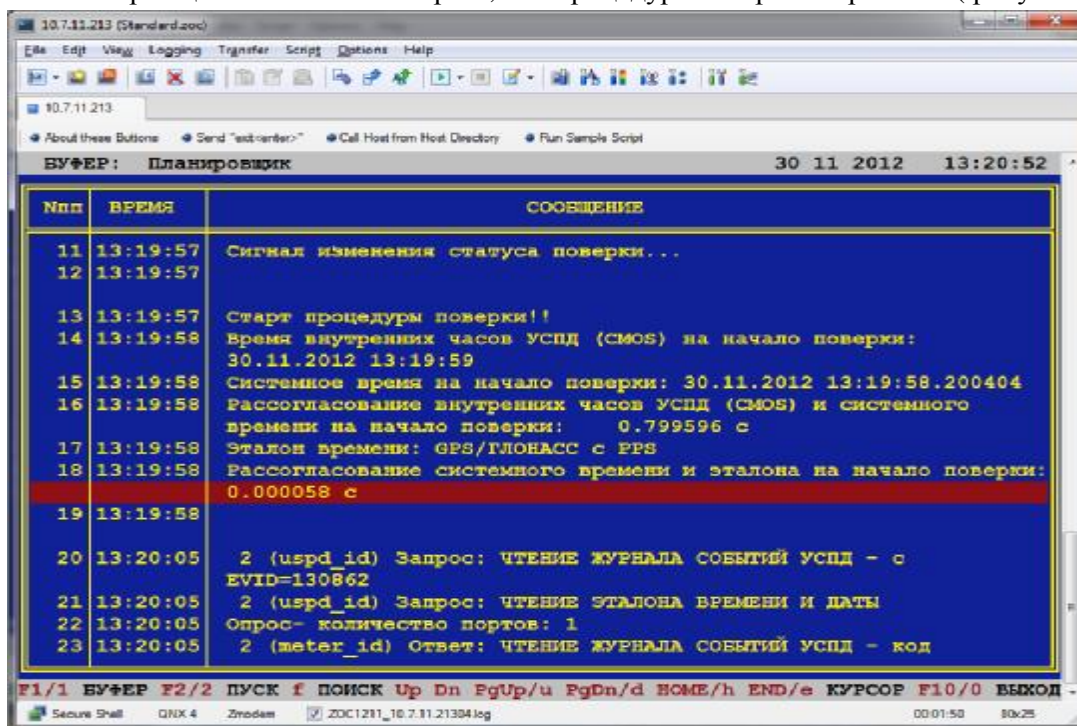 10.7.11.213 (Standard.zoc)
File Edit View Logging Transfer Script Options Help
10.7.11.213
About these Buttons Send "exit<enter>" Call Host from Host Directory Run Sample Script
БУФЕР: Планировщик 30 11 2012 13:20:52
Nпп ВРЕМЯ СООБЩЕНИЕ
11 13:19:57 Сигнал изменения статуса поверки...
12 13:19:57
13 13:19:57 Старт процедуры поверки!!
14 13:19:58 Время внутренних часов УСПД (CMOS) на начало поверки:
30.11.2012 13:19:59
15 13:19:58 Системное время на начало поверки: 30.11.2012 13:19:58.200404
16 13:19:58 Рассогласование внутренних часов УСПД (CMOS) и системного
времени на начало поверки: 0.799596 с
17 13:19:58 Эталон времени: GPS/ГЛОНАСС с PPS
18 13:19:58 Рассогласование системного времени и эталона на начало поверки:
0.000058 с
19 13:19:58
20 13:20:05 2 (uspd_id) Запрос: ЧТЕНИЕ ЖУРНАЛА СОБЫТИЙ УСПД - с
EVID=130862
21 13:20:05 2 (uspd_id) Запрос: ЧТЕНИЕ ЭТАЛОНА ВРЕМЕНИ И ДАТЫ
22 13:20:05 Опрос- количество портов: 1
23 13:20:05 2 (meter_id) Ответ: ЧТЕНИЕ ЖУРНАЛА СОБЫТИЙ УСПД - код
F1/1 БУФЕР F2/2 ПУСК f ПОИСК Up Dn PgUp/u PgDn/d HOME/h END/e КУРСОР F10/0 ВЫХОД
Secure Shell QNX 4 Zmodem ZOC1211_10.7.11.21304.log 00:01:50 80x25